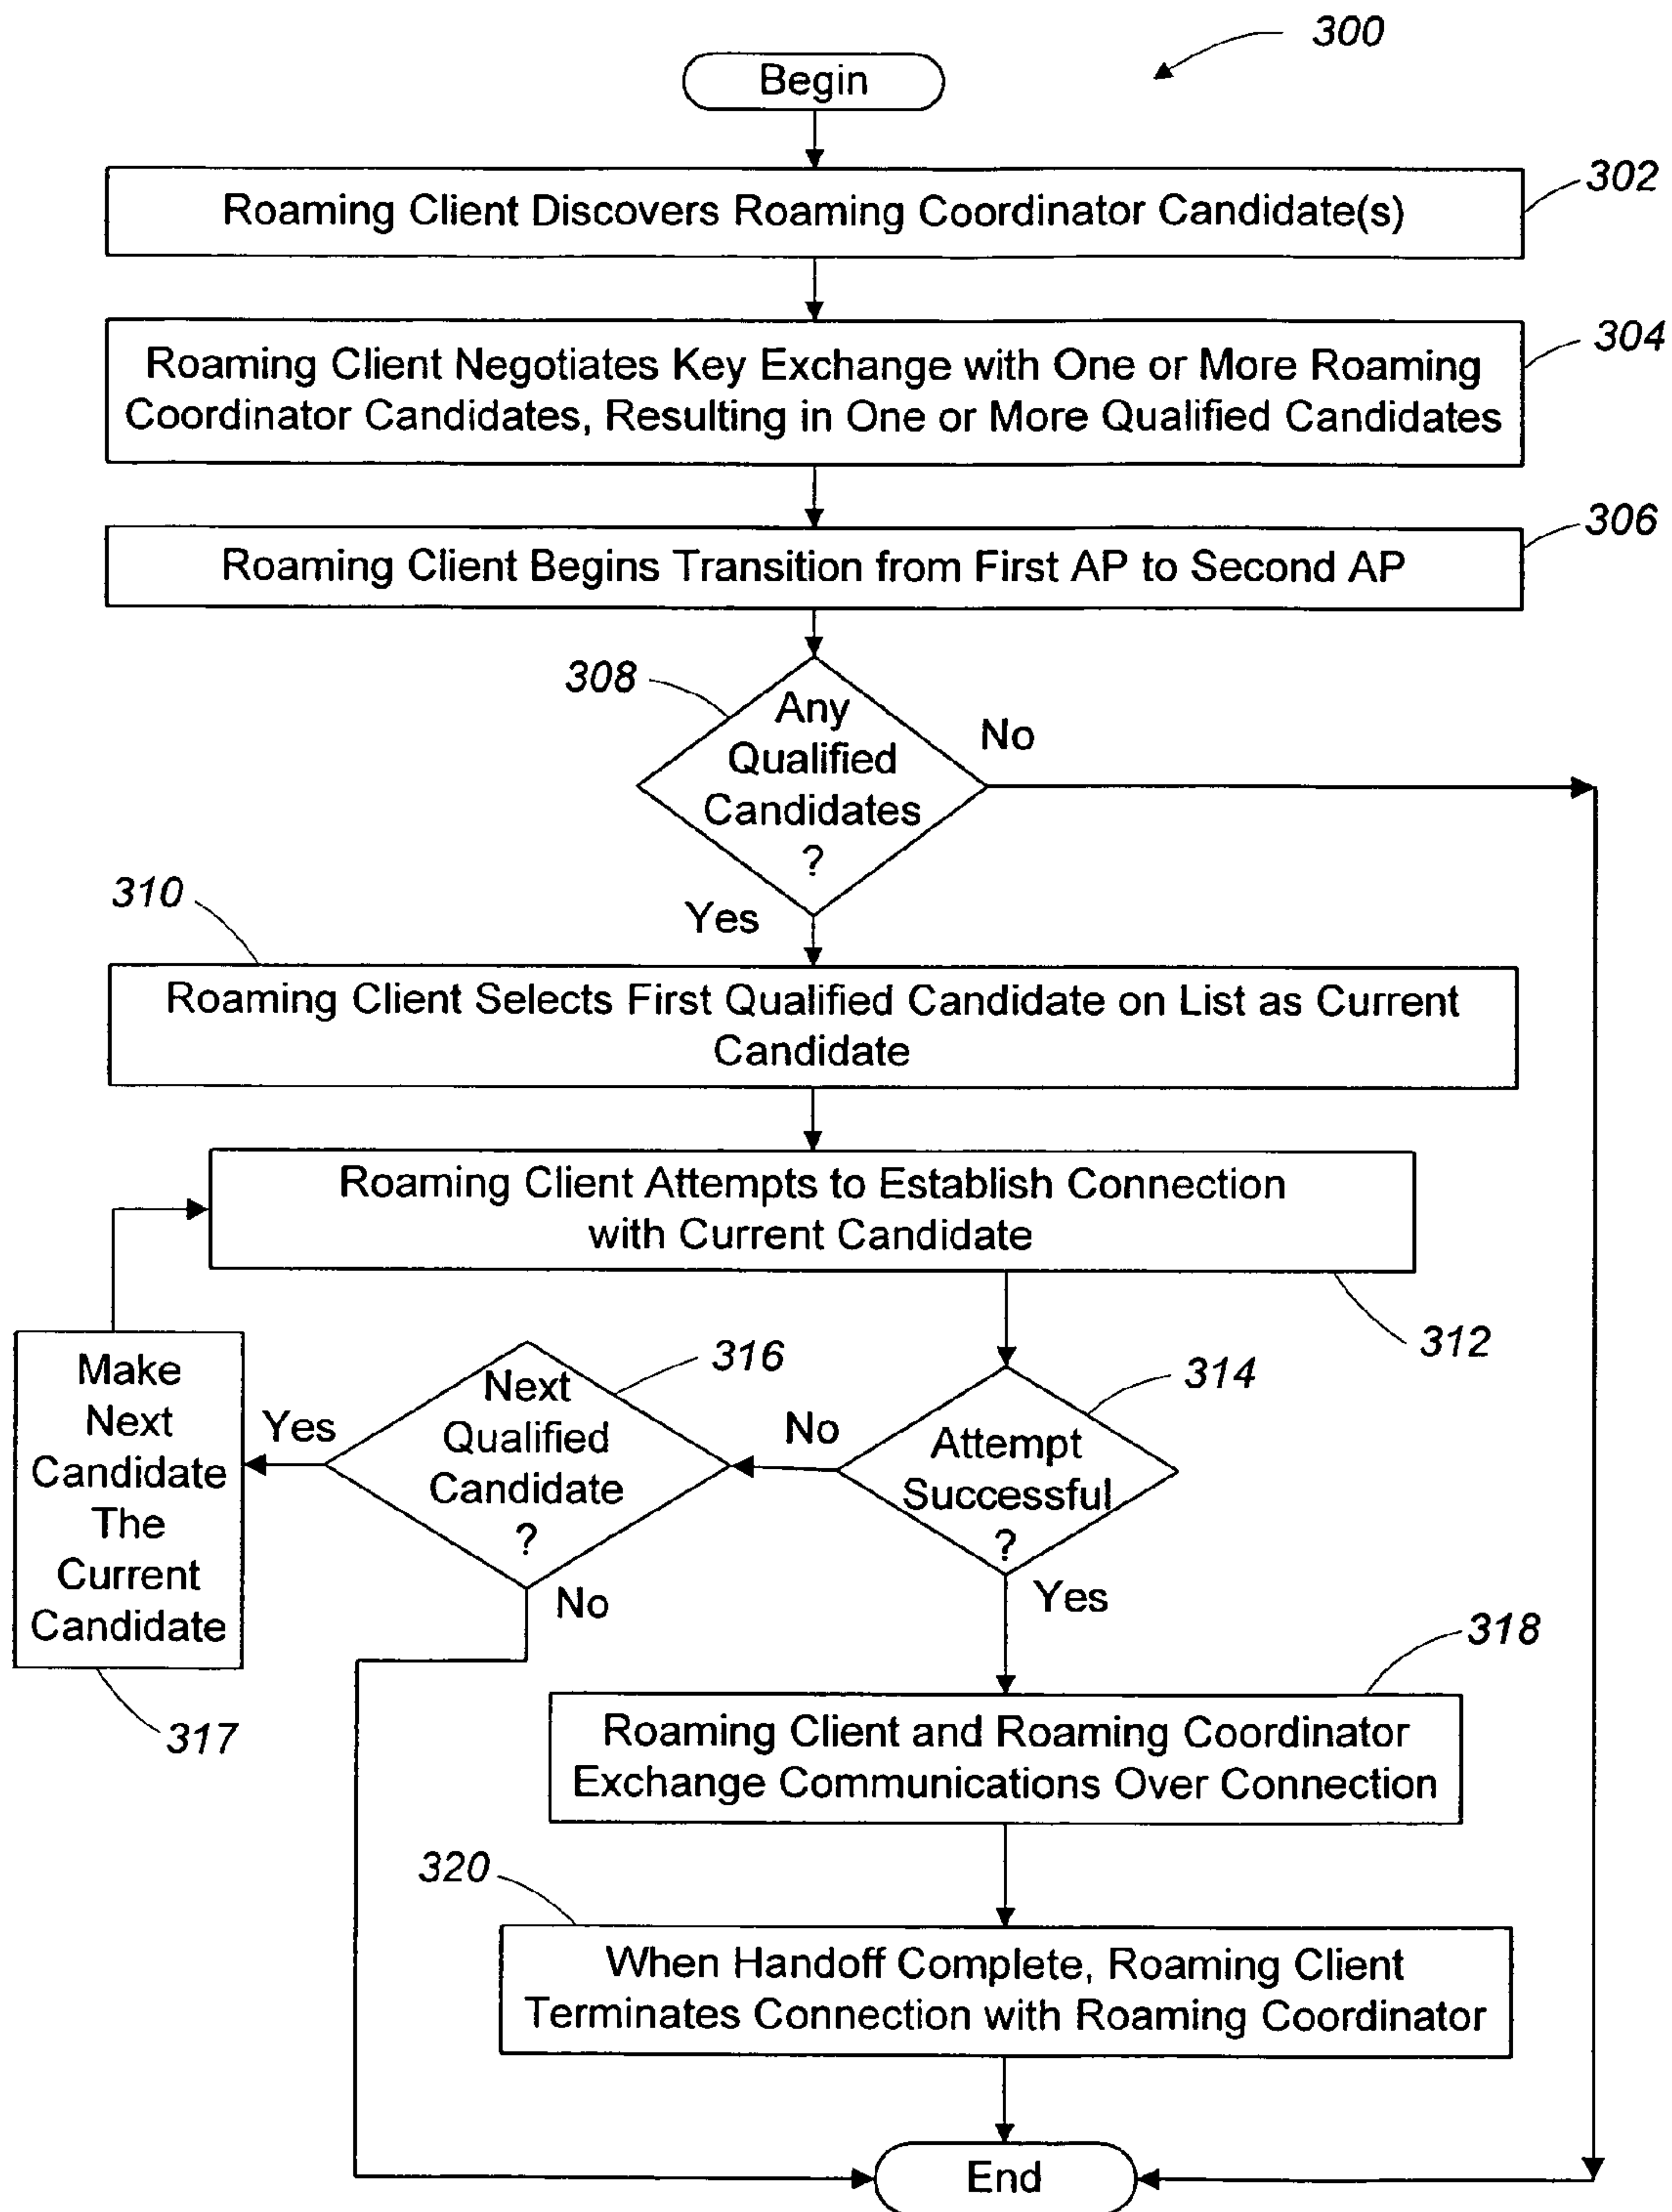 300
Begin
302
Roaming Client Discovers Roaming Coordinator Candidate(s)
304
Roaming Client Negotiates Key Exchange with One or More Roaming
Coordinator Candidates, Resulting in One or More Qualified Candidates
306
Roaming Client Begins Transition from First AP to Second AP
308
Any
Qualified
Candidates
?
No
Yes
310
Roaming Client Selects First Qualified Candidate on List as Current
Candidate
Roaming Client Attempts to Establish Connection
with Current Candidate
312
314
Attempt
Successful
?
No
Yes
316
Next
Qualified
Candidate
?
Yes
No
Make
Next
Candidate
The
Current
Candidate
317
318
Roaming Client and Roaming Coordinator
Exchange Communications Over Connection
320
When Handoff Complete, Roaming Client
Terminates Connection with Roaming Coordinator
End